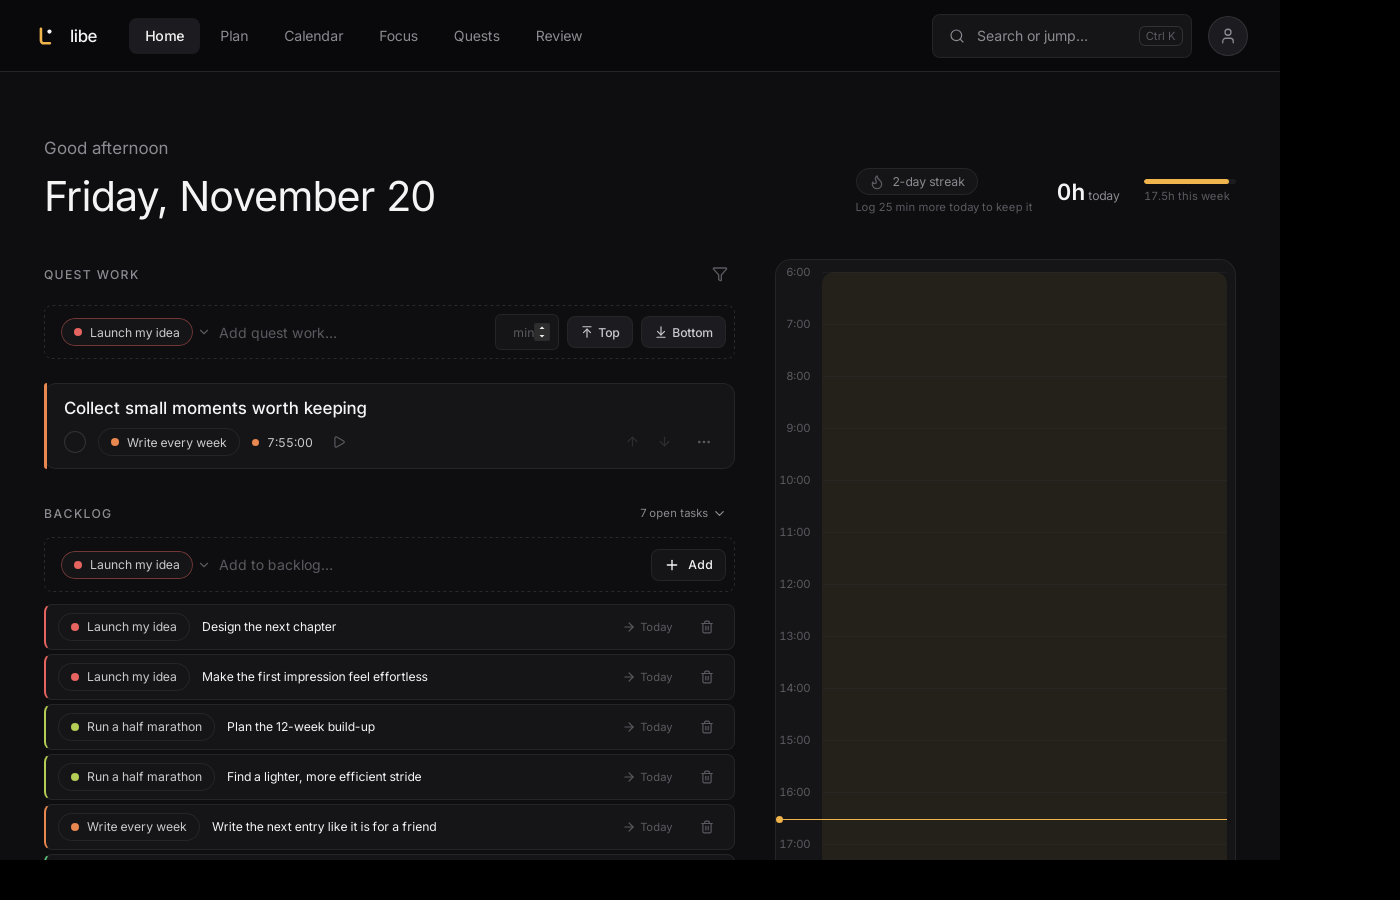 libe
Home
Plan
Calendar
Focus
Quests
Review
Search or jump...
Ctrl K
Good afternoon
Friday, November 20
2-day streak
Log 25 min more today to keep it
0h today
17.5h this week
QUEST WORK
Launch my idea
Add quest work...
min
Top
Bottom
Collect small moments worth keeping
Write every week
7:55:00
BACKLOG
7 open tasks
Launch my idea
Add to backlog...
Add
Launch my idea
Design the next chapter
Today
Launch my idea
Make the first impression feel effortless
Today
Run a half marathon
Plan the 12-week build-up
Today
Run a half marathon
Find a lighter, more efficient stride
Today
Write every week
Write the next entry like it is for a friend
Today
6:00
7:00
8:00
9:00
10:00
11:00
12:00
13:00
14:00
15:00
16:00
17:00